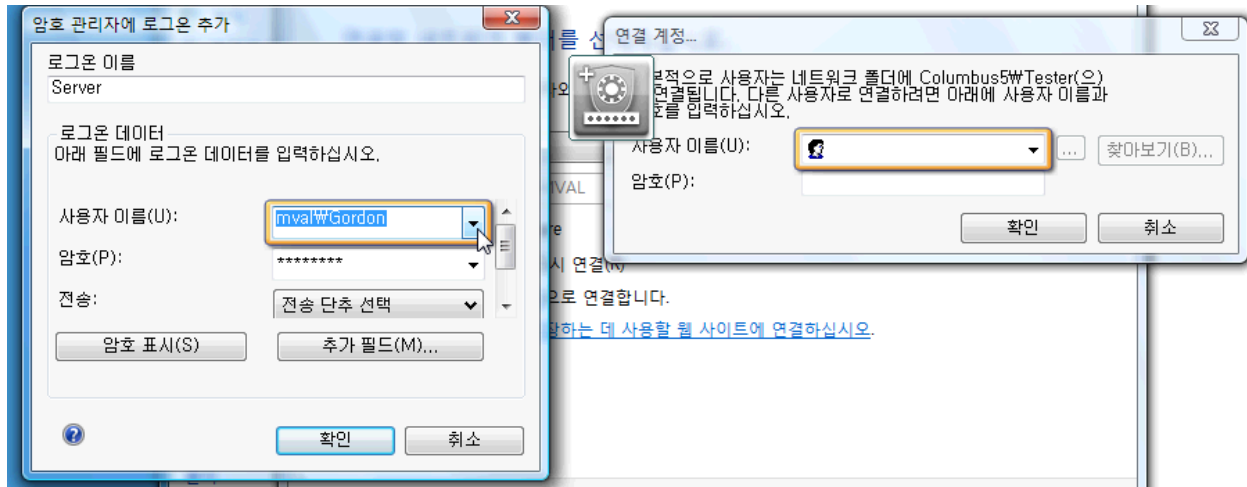 암호 관리자에 로그온 추가
로그온 이름
Server
로그온 데이터
아래 필드에 로그온 데이터를 입력하십시오.
사용자 이름(U):
mval₩Gordon
암호(P):
********
전송:
전송 단추 선택
암호 표시(S)
추가 필드(M)...
확인
취소
를 선
연결 계정...
본적으로 사용자는 네트워크 폴더에 Columbus5₩Tester(으)
연결됩니다. 다른 사용자로 연결하려면 아래에 사용자 이름과
호를 입력하십시오.
사용자 이름(U):
...
찾아보기(B)...
암호(P):
확인
취소
MVAL
re
시 연결(R)
으로 연결합니다.
장하는 데 사용할 웹 사이트에 연결하십시오.